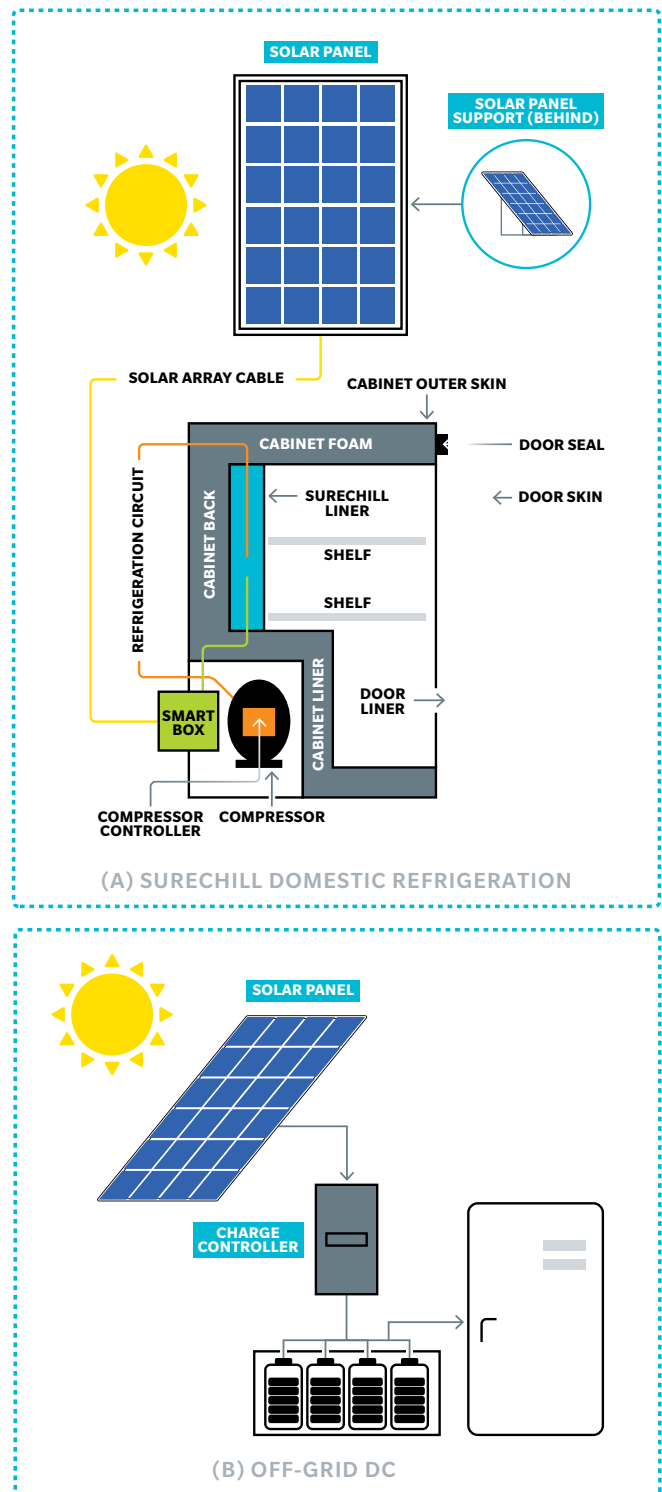 SOLAR PANEL
SOLAR PANEL
SUPPORT (BEHIND)
SOLAR ARRAY CABLE
CABINET OUTER SKIN
CABINET FOAM
DOOR SEAL
REFRIGERATION CIRCUIT
CABINET BACK
SURECHILL
LINER
DOOR SKIN
SHELF
SHELF
CABINET LINER
DOOR
LINER
SMART
BOX
COMPRESSOR
CONTROLLER
COMPRESSOR
(A) SURECHILL DOMESTIC REFRIGERATION
SOLAR PANEL
CHARGE
CONTROLLER
(B) OFF-GRID DC